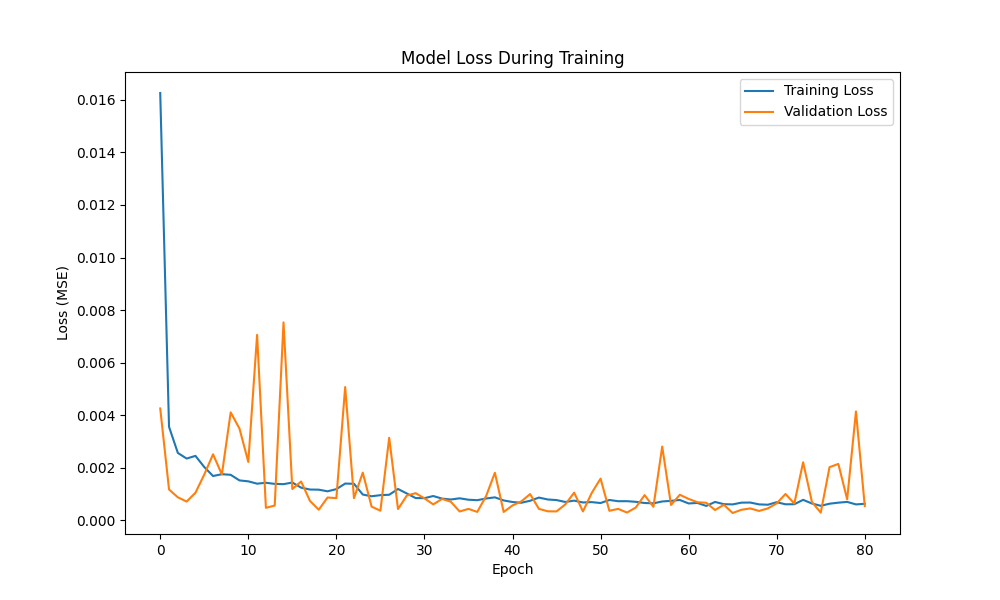 Model Loss During Training
Training Loss
Validation Loss
Loss (MSE)
0.016
0.014
0.012
0.010
0.008
0.006
0.004
0.002
0.000
0 10 20 30 40 50 60 70 80
Epoch